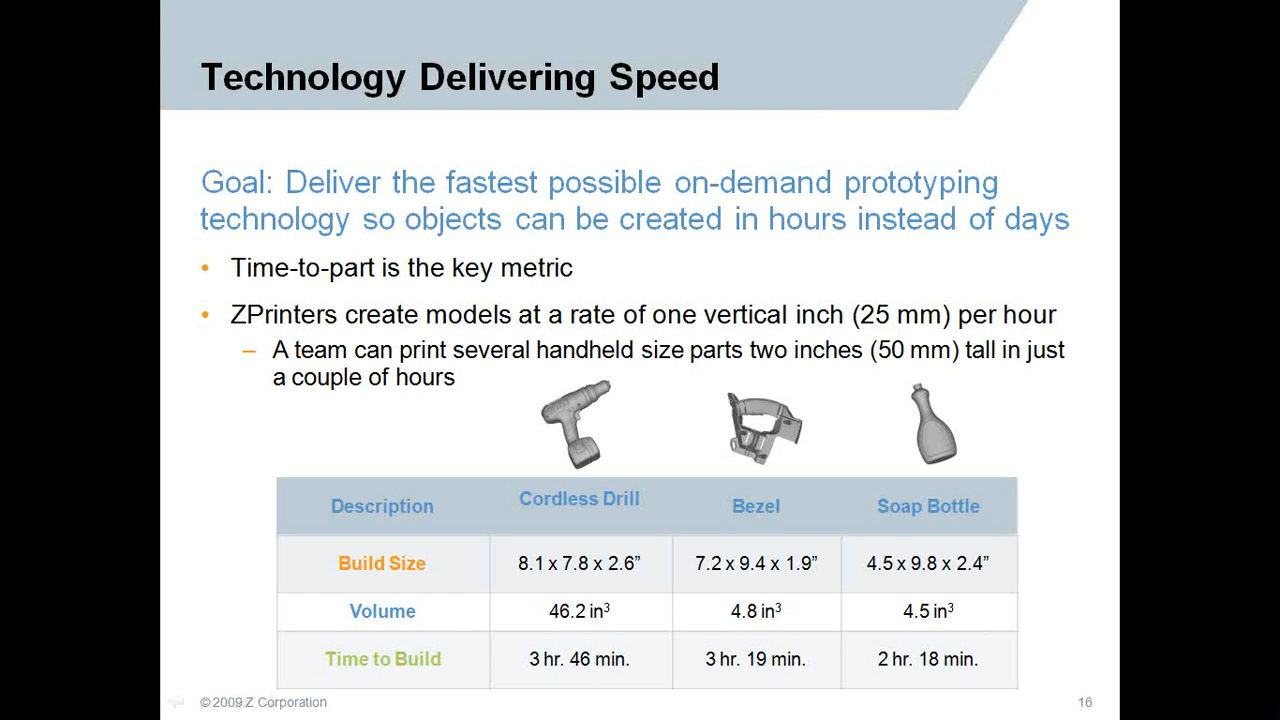 Technology Delivering Speed
Goal: Deliver the fastest possible on-demand prototyping
technology so objects can be created in hours instead of days
• Time-to-part is the key metric
• ZPrinters create models at a rate of one vertical inch (25 mm) per hour
– A team can print several handheld size parts two inches (50 mm) tall in just
a couple of hours
Description Cordless Drill Bezel Soap Bottle
Build Size 8.1 x 7.8 x 2.6” 7.2 x 9.4 x 1.9” 4.5 x 9.8 x 2.4”
Volume 46.2 in³ 4.8 in³ 4.5 in³
Time to Build 3 hr. 46 min. 3 hr. 19 min. 2 hr. 18 min.
© 2009 Z Corporation 16